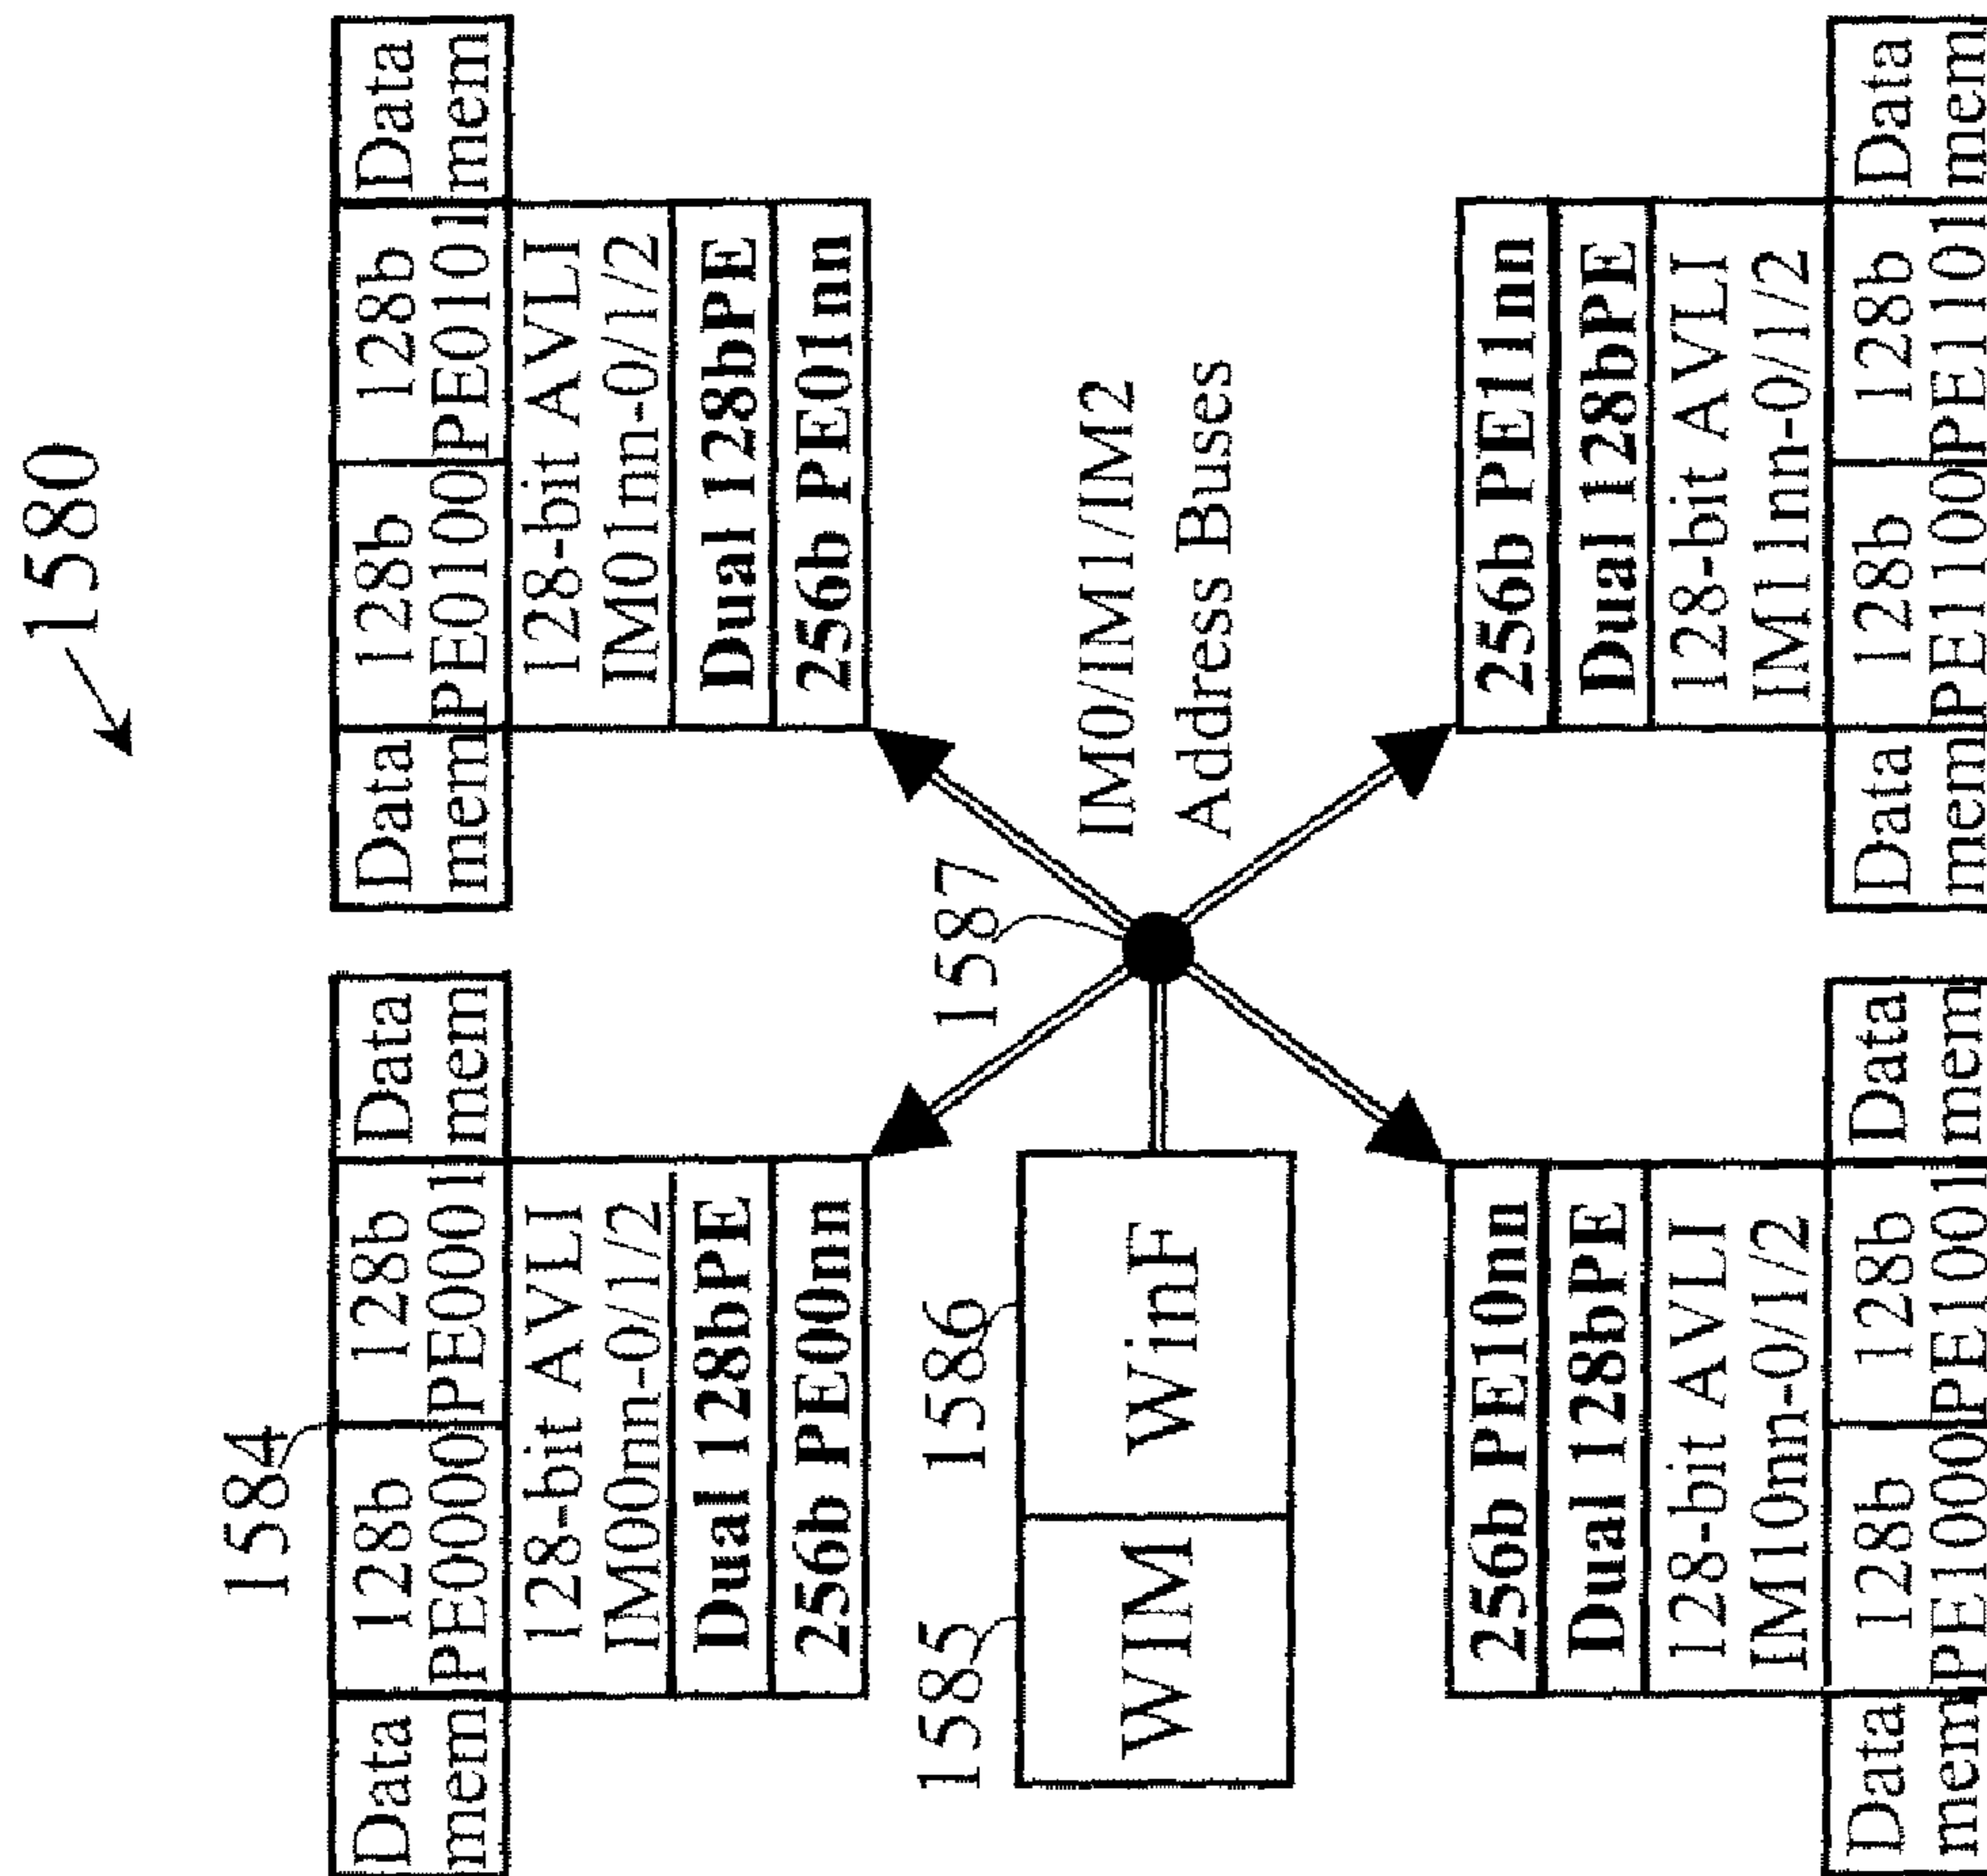 1580
1584
Data mem
128b PE0000
128b PE0001
Data mem
128-bit AVLI
IM00nn-0/1/2
Dual 128bPE
256b PE00nn
Data mem
128b PE0100
128b PE0101
Data mem
128-bit AVLI
IM01nn-0/1/2
Dual 128bPE
256b PE01nn
1585
1586
1587
WIM
WinF
IM0/IM1/IM2
Address Buses
256b PE10nn
Dual 128bPE
128-bit AVLI
IM10nn-0/1/2
Data mem
128b PE1000
128b PE1001
Data mem
256b PE11nn
Dual 128bPE
128-bit AVLI
IM11nn-0/1/2
Data mem
128b PE1100
128b PE1101
Data mem